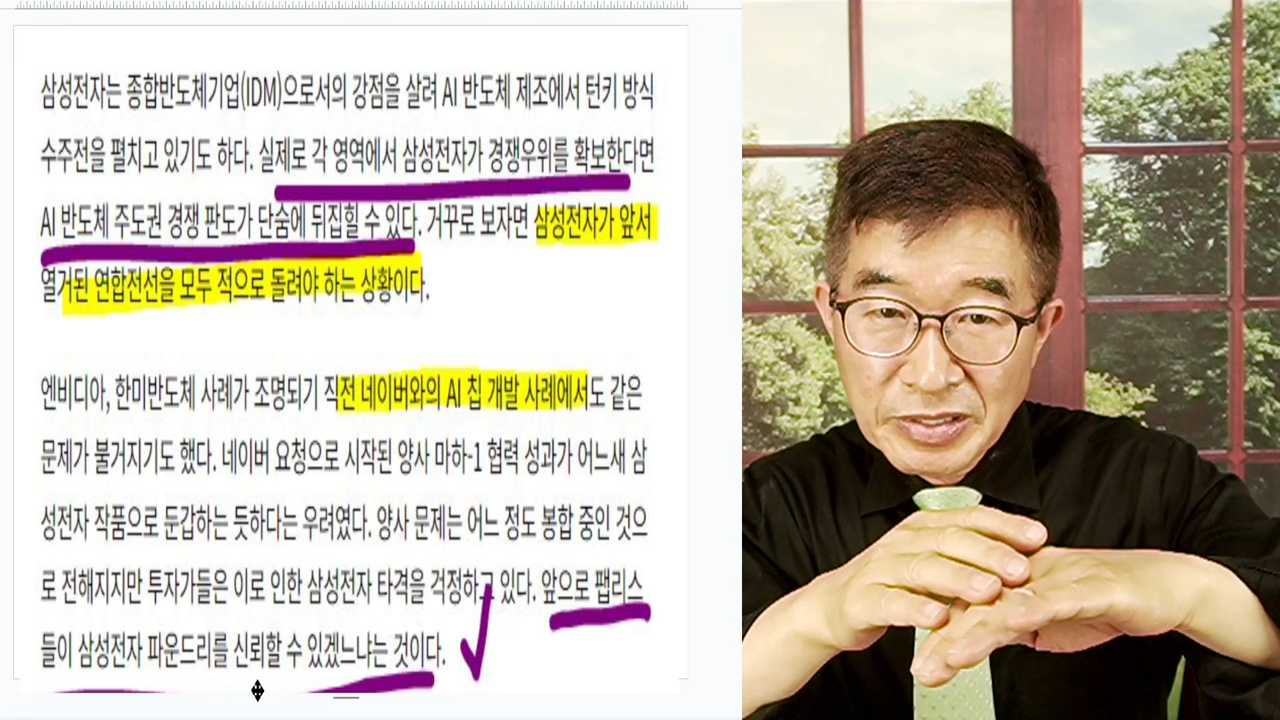 삼성전자는 종합반도체기업(IDM)으로서의 강점을 살려 AI 반도체 제조에서 턴키 방식
수주전을 펼치고 있기도 하다. 실제로 각 영역에서 삼성전자가 경쟁우위를 확보한다면
AI 반도체 주도권 경쟁 판도가 단숨에 뒤집힐 수 있다. 거꾸로 보자면 삼성전자가 앞서
열거된 연합전선을 모두 적으로 돌려야 하는 상황이다.
엔비디아, 한미반도체 사례가 조명되기 직전 네이버와의 AI 칩 개발 사례에서도 같은
문제가 불거지기도 했다. 네이버 요청으로 시작된 양사 마하-1 협력 성과가 어느새 삼
성전자 작품으로 둔갑하는 듯하다는 우려였다. 양사 문제는 어느 정도 봉합 중인 것으
로 전해지지만 투자가들은 이로 인한 삼성전자 타격을 걱정하고 있다. 앞으로 팹리스
들이 삼성전자 파운드리를 신뢰할 수 있겠느냐는 것이다.